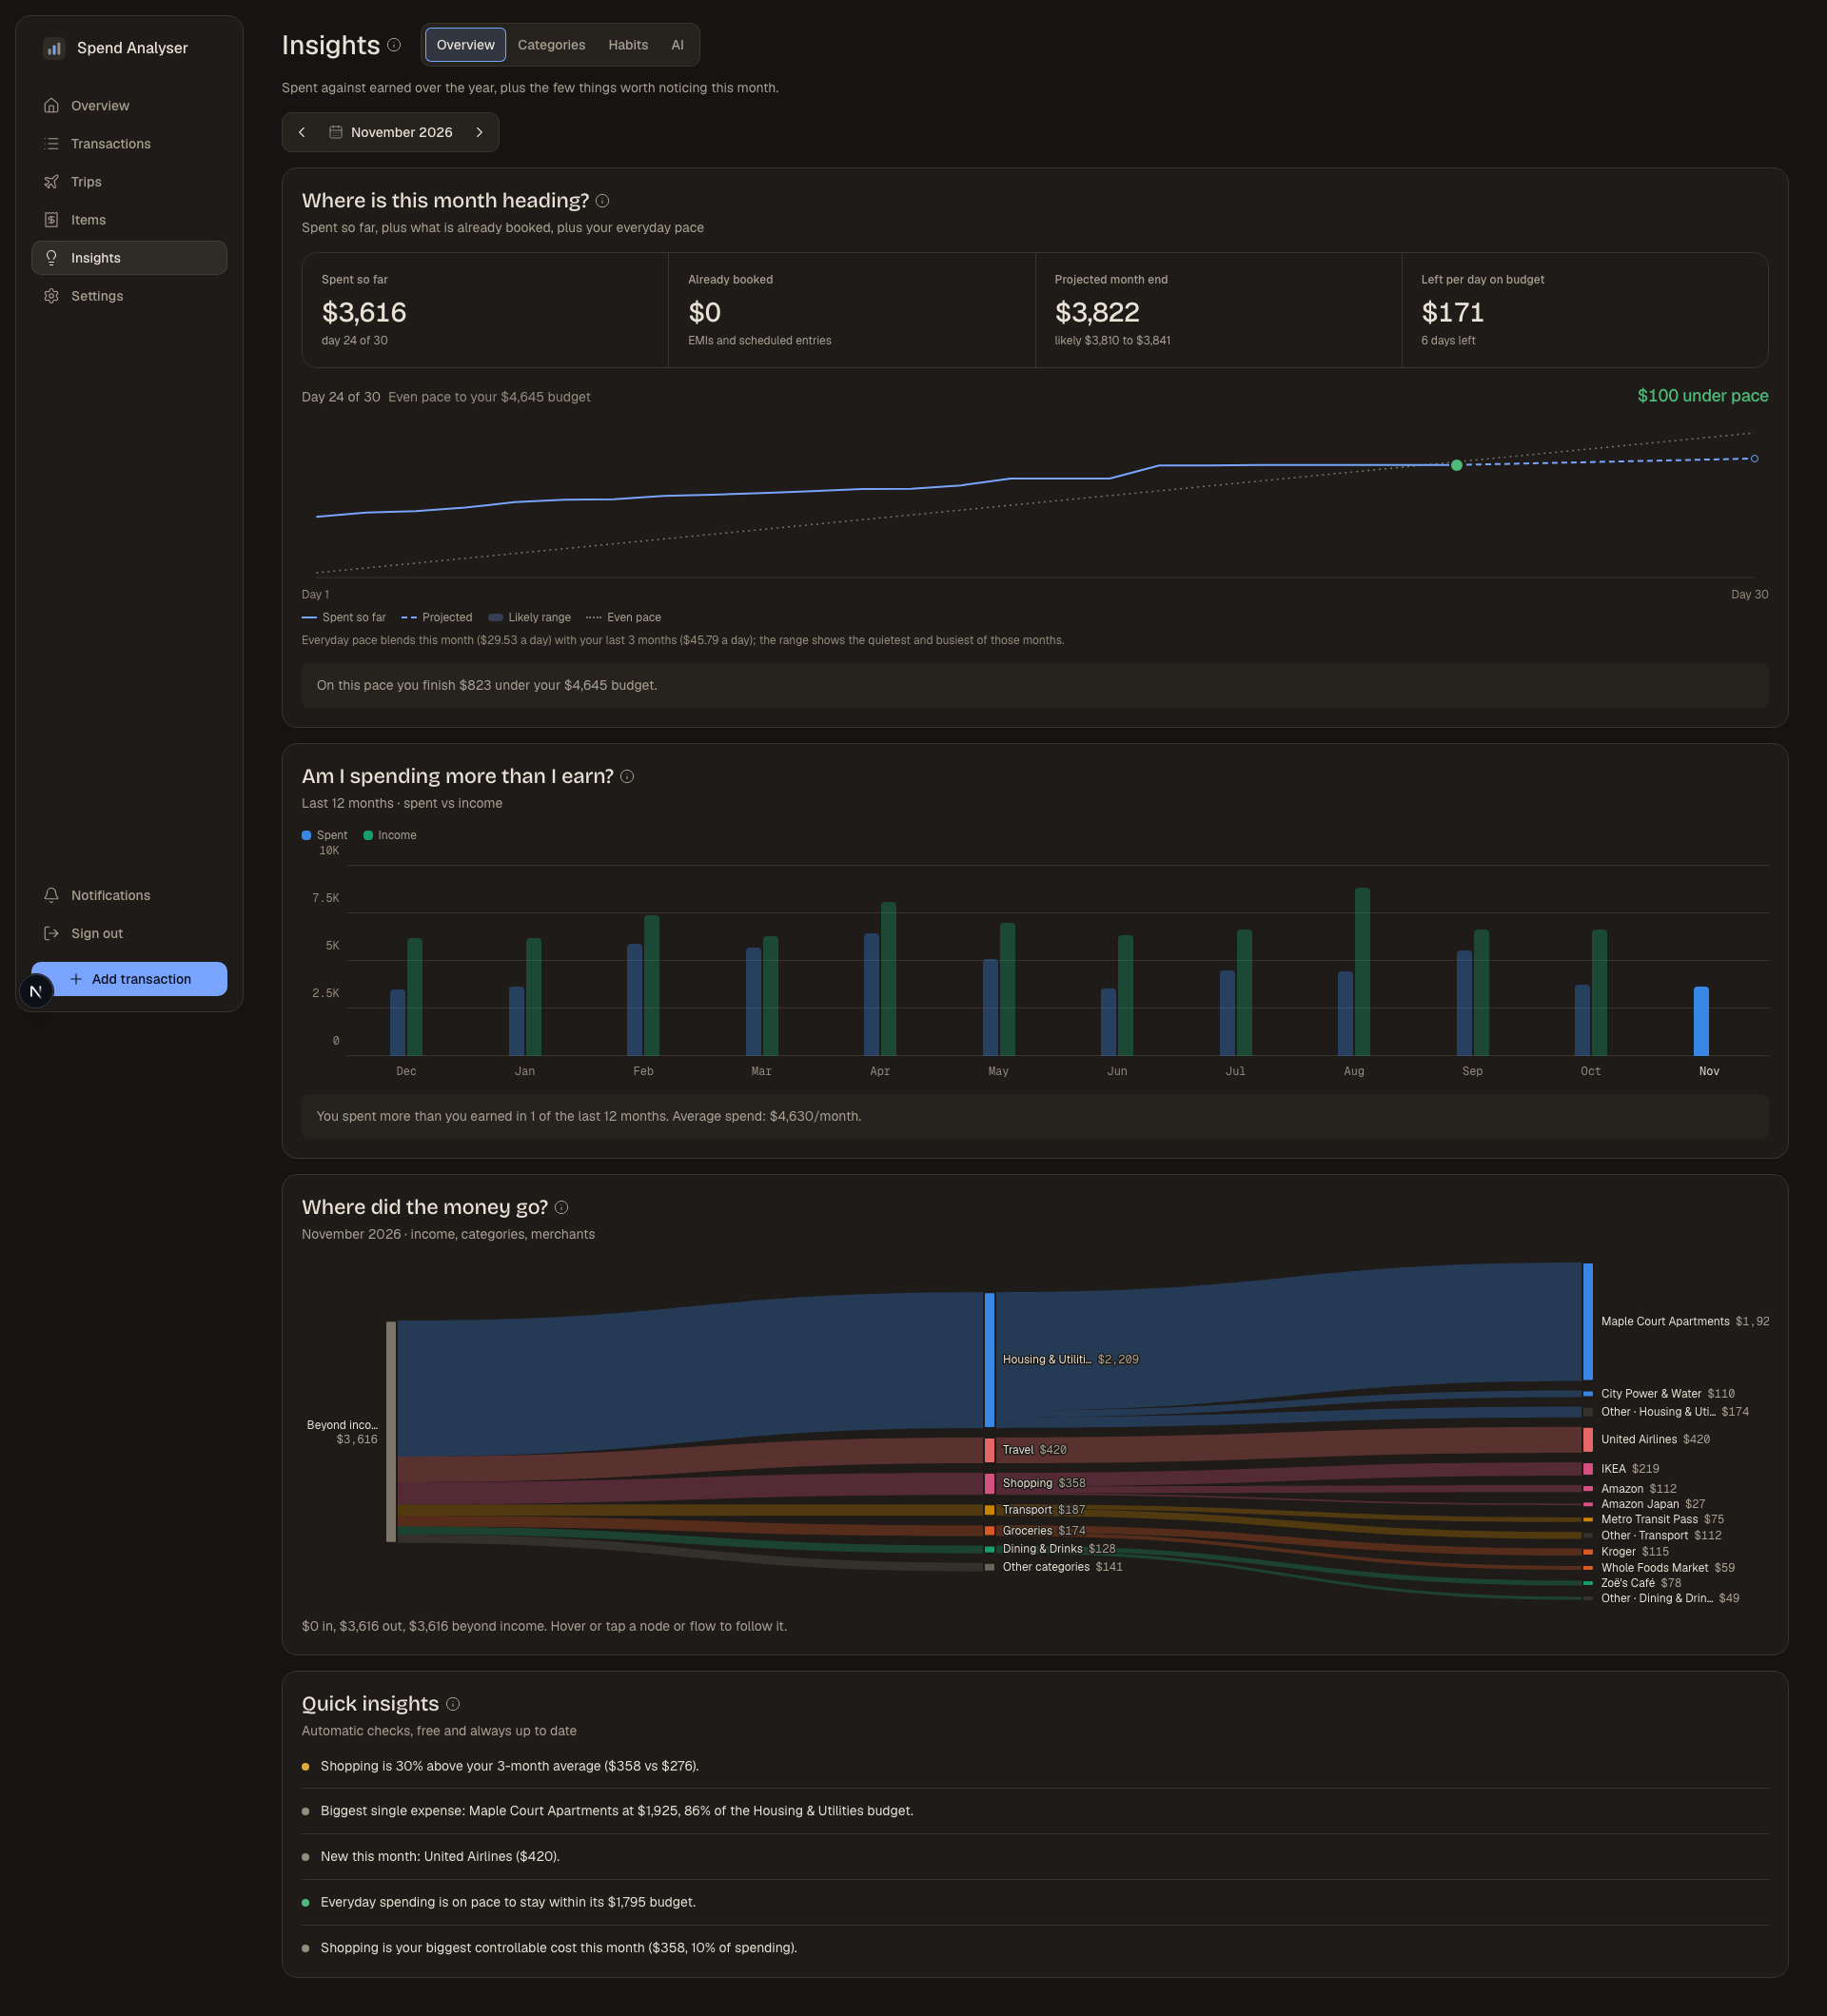 Spend Analyser
Overview
Transactions
Trips
Items
Insights
Settings
Notifications
Sign out
Add transaction
N
Insights
Overview
Categories
Habits
AI
Spent against earned over the year, plus the few things worth noticing this month.
November 2026
Where is this month heading?
Spent so far, plus what is already booked, plus your everyday pace
Spent so far
$3,616
day 24 of 30
Already booked
$0
EMIs and scheduled entries
Projected month end
$3,822
likely $3,810 to $3,841
Left per day on budget
$171
6 days left
Day 24 of 30 Even pace to your $4,645 budget
$100 under pace
Day 1
Day 30
Spent so far
Projected
Likely range
Even pace
Everyday pace blends this month ($29.53 a day) with your last 3 months ($45.79 a day); the range shows the quietest and busiest of those months.
On this pace you finish $823 under your $4,645 budget.
Am I spending more than I earn?
Last 12 months · spent vs income
Spent
Income
10K
7.5K
5K
2.5K
0
Dec
Jan
Feb
Mar
Apr
May
Jun
Jul
Aug
Sep
Oct
Nov
You spent more than you earned in 1 of the last 12 months. Average spend: $4,630/month.
Where did the money go?
November 2026 · income, categories, merchants
Beyond inco…
$3,616
Housing & Utiliti… $2,209
Travel $420
Shopping $358
Transport $187
Groceries $174
Dining & Drinks $128
Other categories $141
Maple Court Apartments $1,92
City Power & Water $110
Other · Housing & Uti… $174
United Airlines $420
IKEA $219
Amazon $112
Amazon Japan $27
Metro Transit Pass $75
Other · Transport $112
Kroger $115
Whole Foods Market $59
Zoë's Café $78
Other · Dining & Drin… $49
$0 in, $3,616 out, $3,616 beyond income. Hover or tap a node or flow to follow it.
Quick insights
Automatic checks, free and always up to date
Shopping is 30% above your 3-month average ($358 vs $276).
Biggest single expense: Maple Court Apartments at $1,925, 86% of the Housing & Utilities budget.
New this month: United Airlines ($420).
Everyday spending is on pace to stay within its $1,795 budget.
Shopping is your biggest controllable cost this month ($358, 10% of spending).